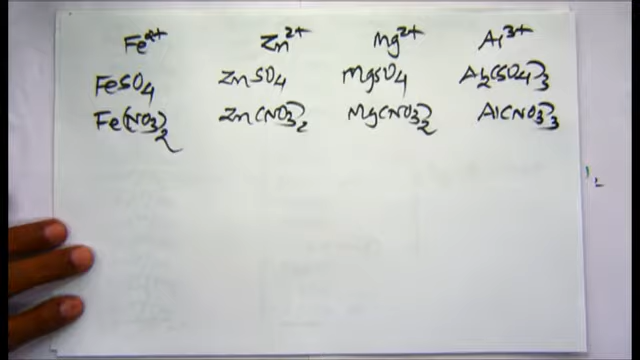 Fe²⁺ Zn²⁺ Mg²⁺ Al³⁺
FeSO₄ ZnSO₄ MgSO₄ Al₂(SO₄)₃
Fe(NO₃)₂ Zn(NO₃)₂ Mg(NO₃)₂ Al(NO₃)₃